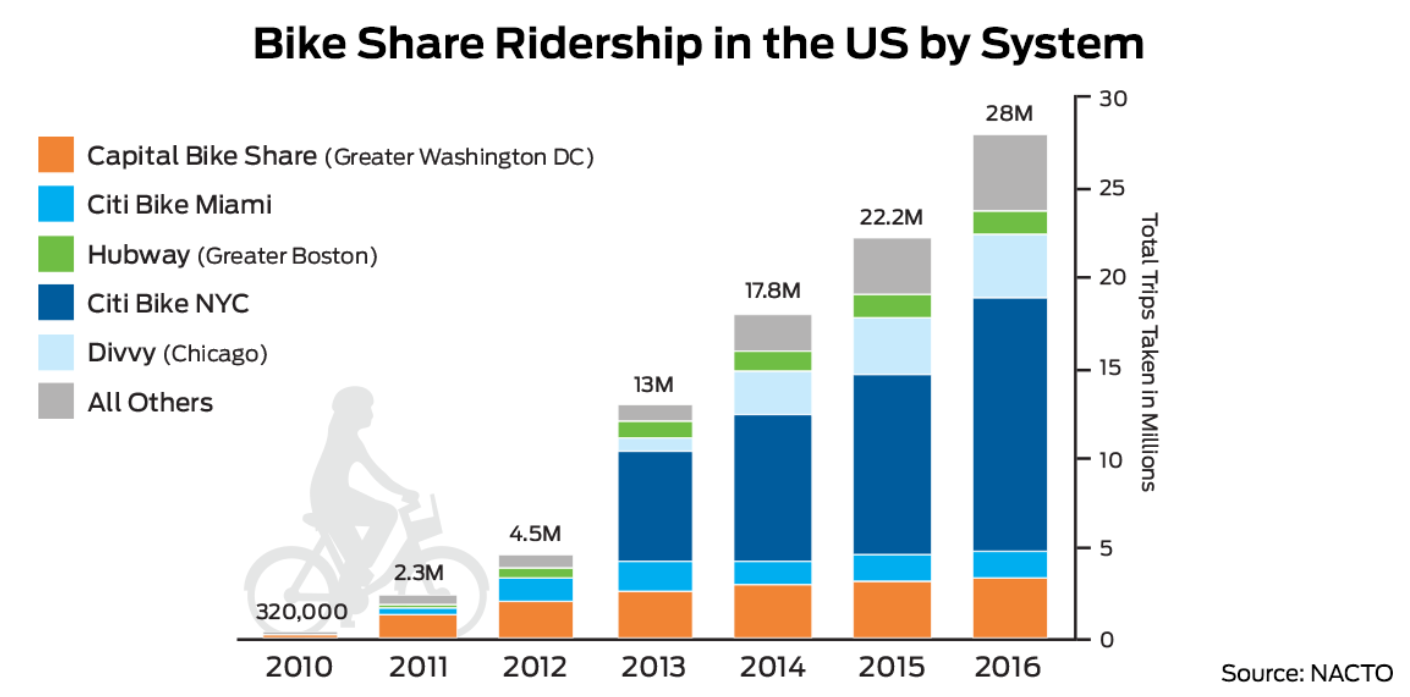 Bike Share Ridership in the US by System
Capital Bike Share (Greater Washington DC)
Citi Bike Miami
Hubway (Greater Boston)
Citi Bike NYC
Divvy (Chicago)
All Others
320,000
2.3M
4.5M
13M
17.8M
22.2M
28M
30
25
20
15
10
5
0
Total Trips Taken in Millions
2010 2011 2012 2013 2014 2015 2016
Source: NACTO